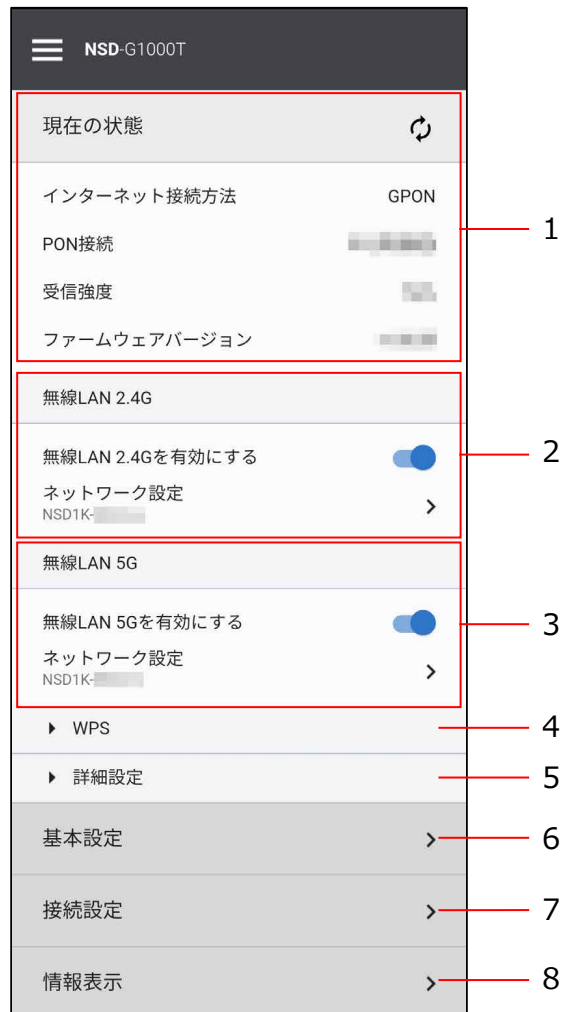 NSD-G1000T
現在の状態
インターネット接続方法 GPON
PON接続
受信強度
ファームウェアバージョン
1
無線LAN 2.4G
無線LAN 2.4Gを有効にする
ネットワーク設定
NSD1K-
2
無線LAN 5G
無線LAN 5Gを有効にする
ネットワーク設定
NSD1K-
3
WPS 4
詳細設定 5
基本設定 6
接続設定 7
情報表示 8